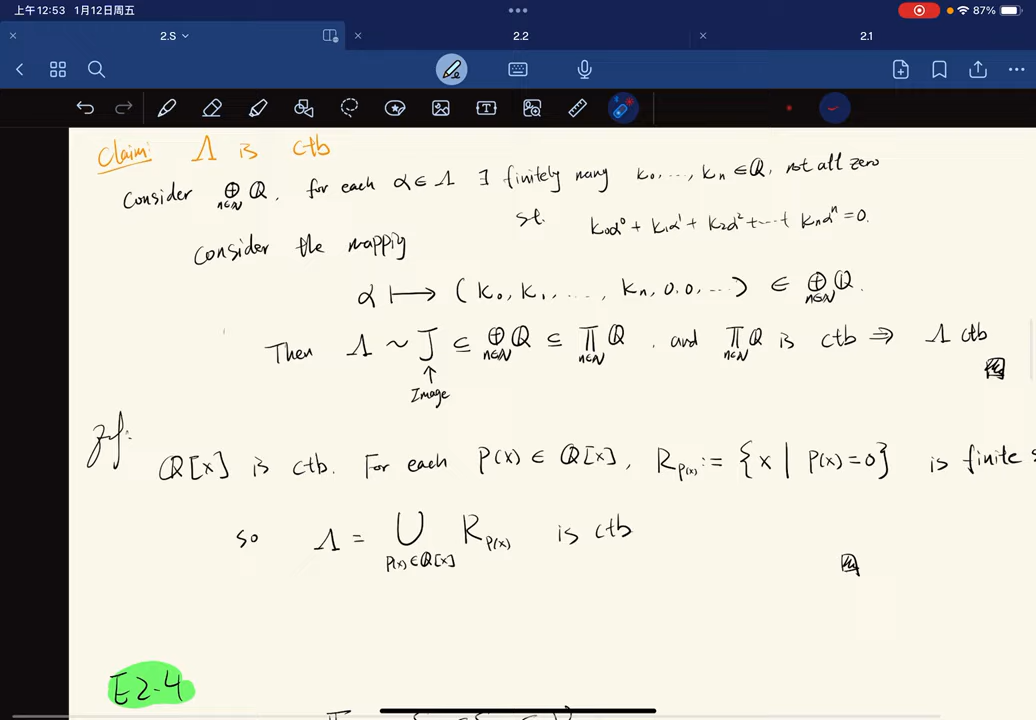 上午12:53 1月12日周五
87%
2.S
2.2
2.1
Claim: Λ is ctb
Consider ⊕_{n∈ℕ} ℚ, for each α ∈ Λ ∃ finitely many k₀, ..., kₙ ∈ ℚ, not all zero
st. k₀α⁰ + k₁α¹ + k₂α² + ... + kₙαⁿ = 0.
Consider the mapping
α ⟼ (k₀, k₁, ..., kₙ, 0, 0, ...) ∈ ⊕_{n∈ℕ} ℚ.
Then Λ ~ J ⊆ ⊕_{n∈ℕ} ℚ ⊆ ∏_{n∈ℕ} ℚ, and ∏_{n∈ℕ} ℚ is ctb ⇒ Λ ctb
↑
Image
ℚ[x] is ctb. For each p(x) ∈ ℚ[x], R_{p(x)} := {x | p(x) = 0} is finite
so Λ = ⋃_{p(x)∈ℚ[x]} R_{p(x)} is ctb
E2-4